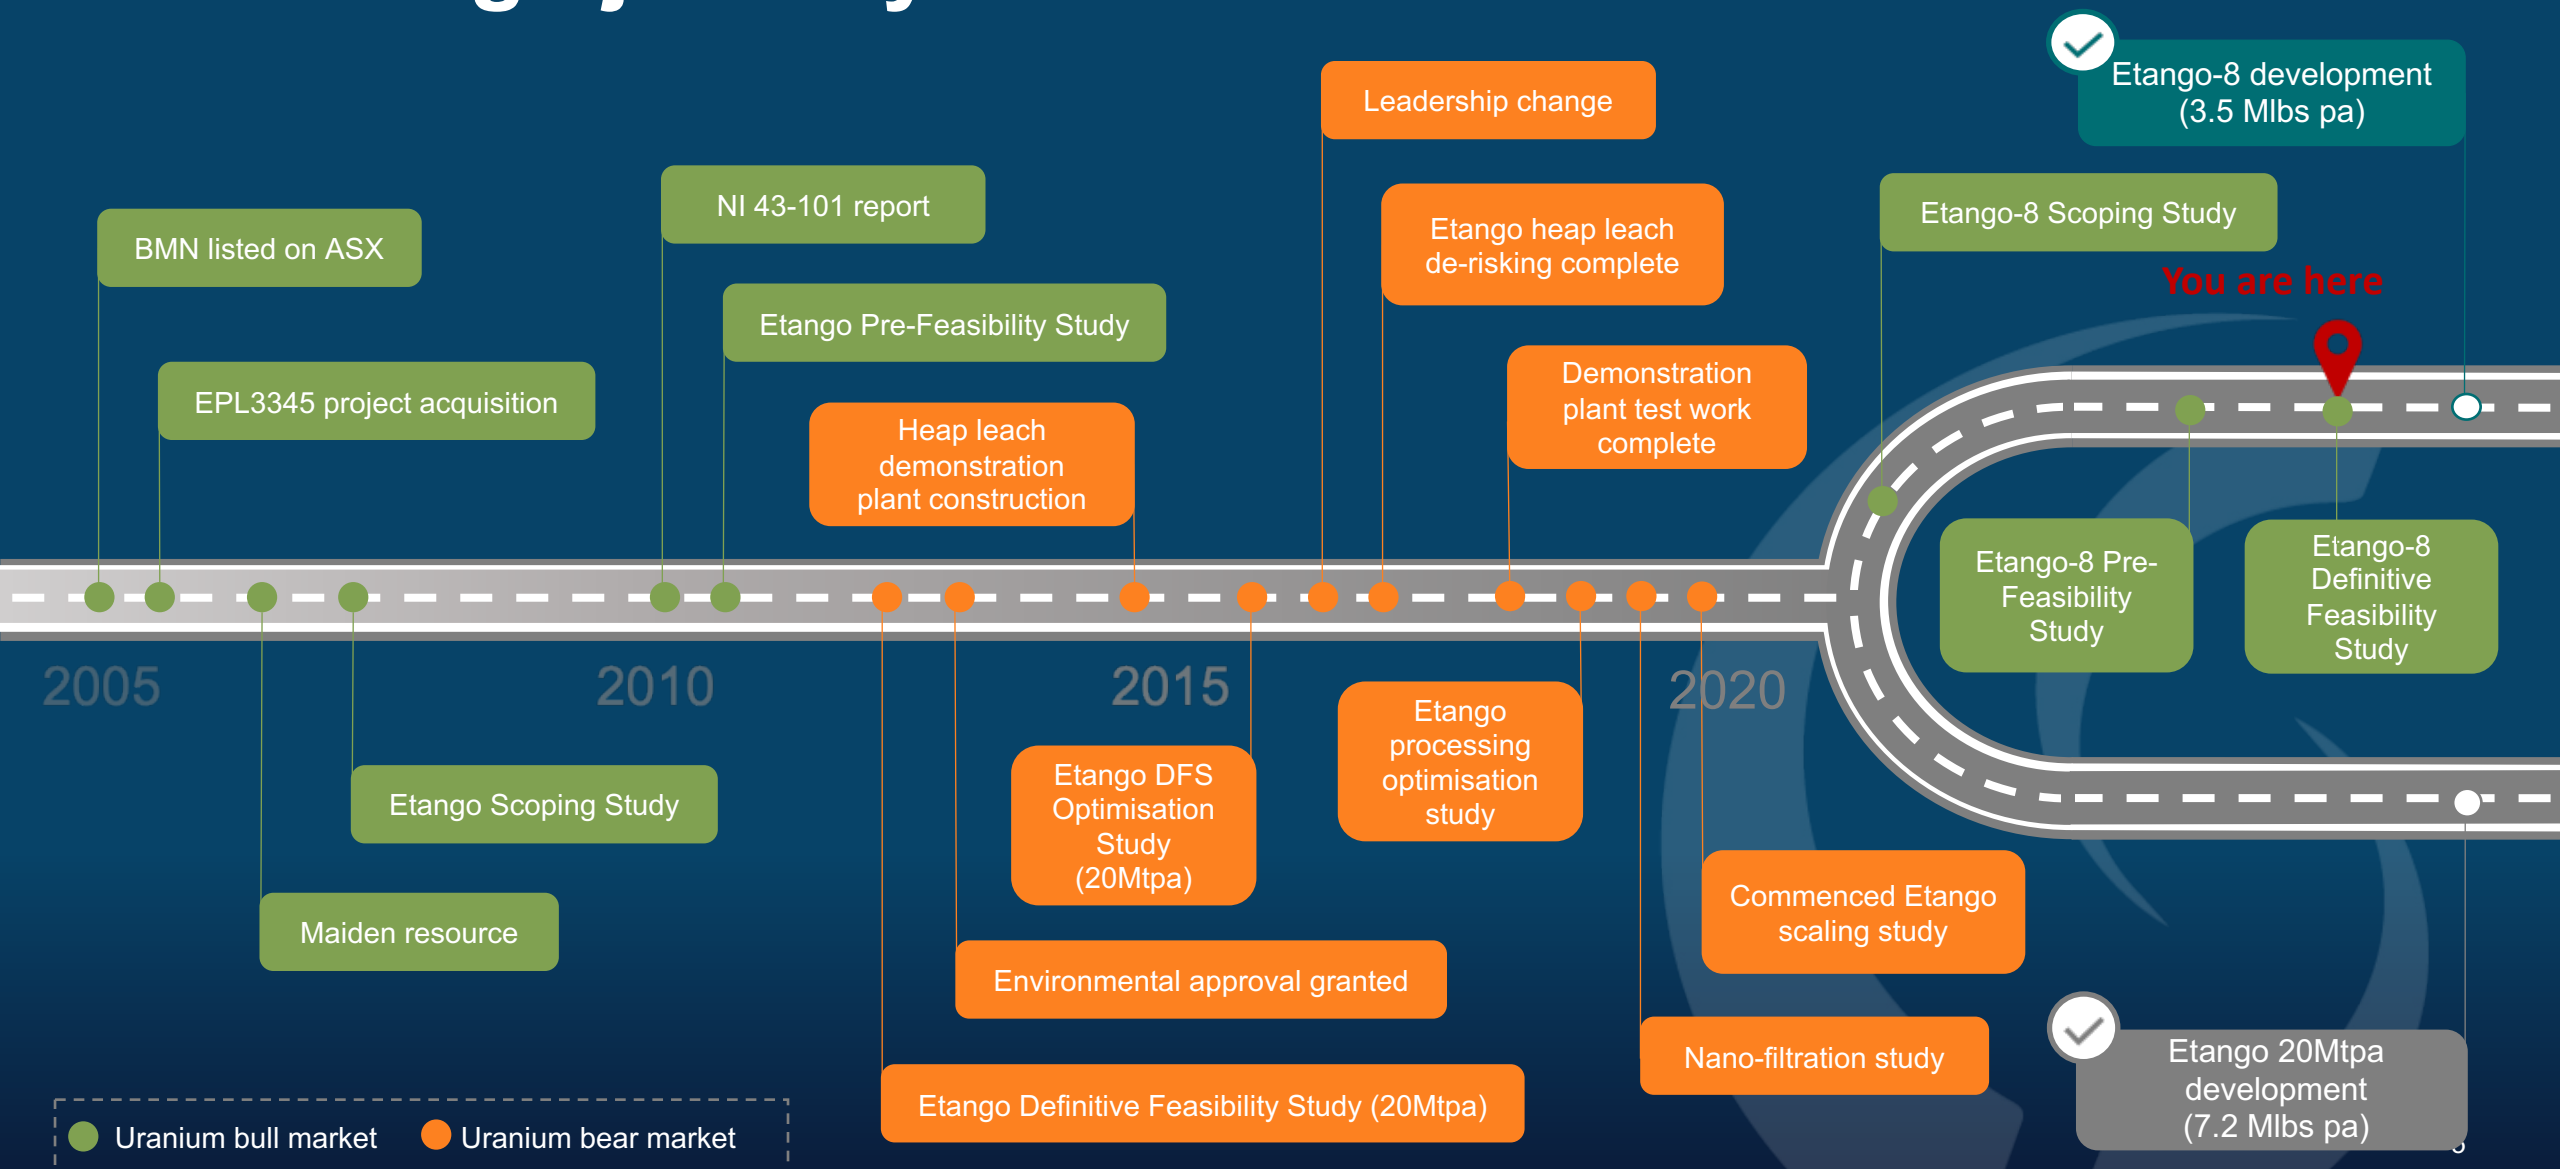 Etango-8 development
(3.5 Mlbs pa)
Leadership change
NI 43-101 report
Etango-8 Scoping Study
BMN listed on ASX
Etango heap leach
de-risking complete
You are here
Etango Pre-Feasibility Study
EPL3345 project acquisition
Demonstration
plant test work
complete
Heap leach
demonstration
plant construction
Etango-8 Pre-
Feasibility
Study
Etango-8
Definitive
Feasibility
Study
2005
2010
2015
2020
Etango
processing
optimisation
study
Etango DFS
Optimisation
Study
(20Mtpa)
Etango Scoping Study
Commenced Etango
scaling study
Maiden resource
Environmental approval granted
Nano-filtration study
Etango 20Mtpa
development
(7.2 Mlbs pa)
Etango Definitive Feasibility Study (20Mtpa)
Uranium bull market
Uranium bear market